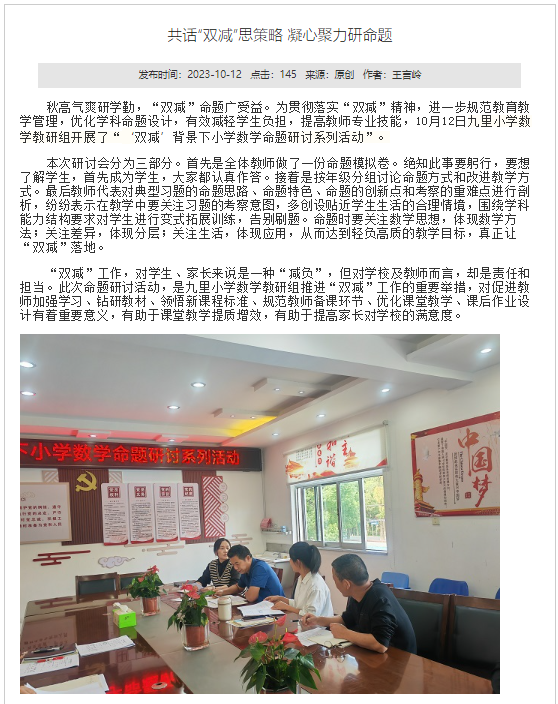 共话“双减”思策略 凝心聚力研命题
发布时间：2023-10-12 点击：145 来源：原创 作者：王言岭
秋高气爽研学勤，“双减”命题广受益。为贯彻落实“双减”精神，进一步规范教育教
学管理，优化学科命题设计，有效减轻学生负担，提高教师专业技能，10月12日九里小学数
学教研组开展了“‘双减’背景下小学数学命题研讨系列活动”。
本次研讨会分为三部分。首先是全体教师做了一份命题模拟卷。绝知此事要躬行，要想
了解学生，首先成为学生，大家都认真作答。接着是按年级分组讨论命题方式和改进教学方
式。最后教师代表对典型习题的命题思路、命题特色、命题的创新点和考察的重难点进行剖
析，纷纷表示在教学中要关注习题的考察意图，多创设贴近学生生活的合理情境，围绕学科
能力结构要求对学生进行变式拓展训练，告别刷题。命题时要关注数学思想，体现数学方
法；关注差异，体现分层；关注生活，体现应用，从而达到轻负高质的教学目标，真正让
“双减”落地。
“双减”工作，对学生、家长来说是一种“减负”，但对学校及教师而言，却是责任和
担当。此次命题研讨活动，是九里小学数学教研组推进“双减”工作的重要举措，对促进教
师加强学习、钻研教材、领悟新课程标准、规范教师备课环节、优化课堂教学、课后作业设
计有着重要意义，有助于课堂教学提质增效，有助于提高家长对学校的满意度。
下小学数学命题研讨系列活动
中国梦